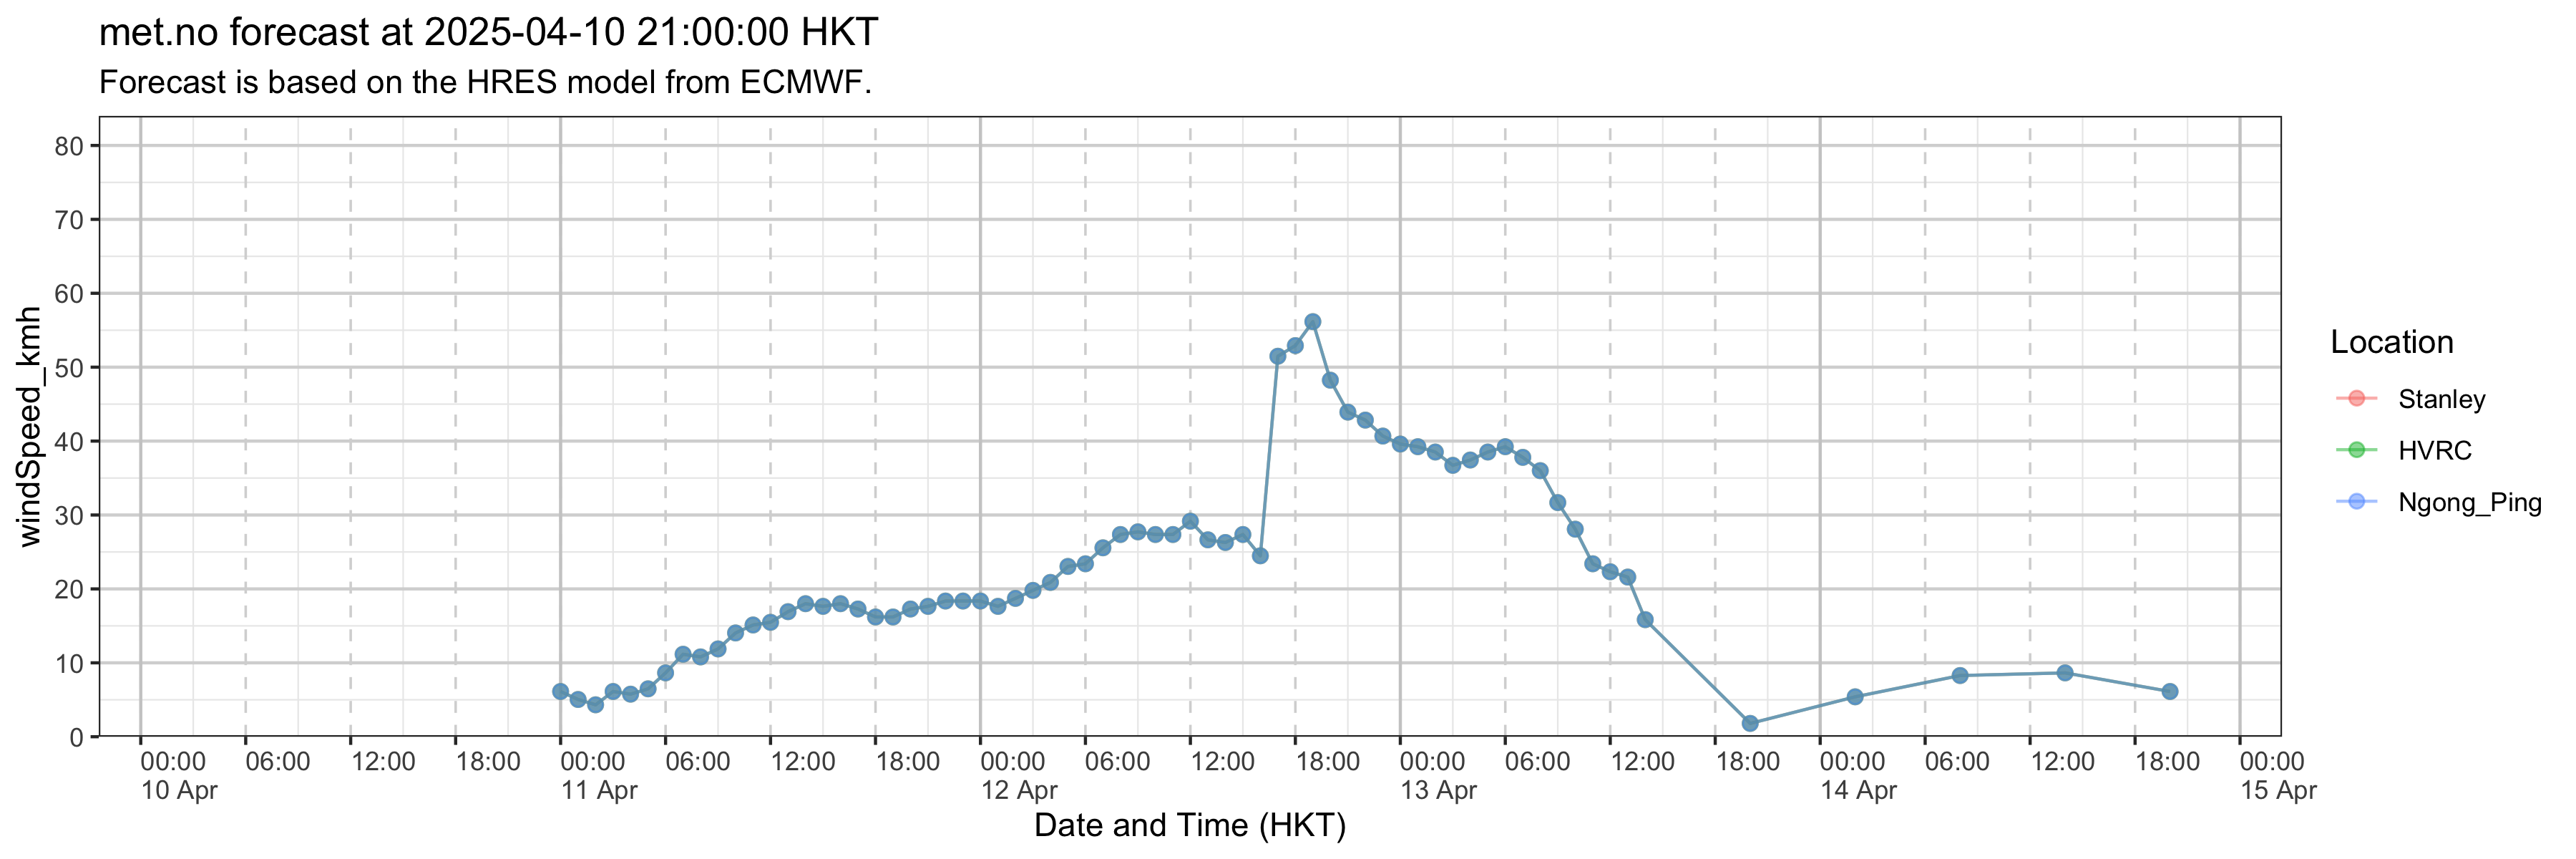 met.no forecast at 2025-04-10 21:00:00 HKT
Forecast is based on the HRES model from ECMWF.
windSpeed_kmh
80
70
60
50
40
30
20
10
0
00:00 06:00 12:00 18:00 00:00 06:00 12:00 18:00 00:00 06:00 12:00 18:00 00:00 06:00 12:00 18:00 00:00 06:00 12:00 18:00 00:00
10 Apr 11 Apr 12 Apr 13 Apr 14 Apr 15 Apr
Date and Time (HKT)
Location
Stanley
HVRC
Ngong_Ping